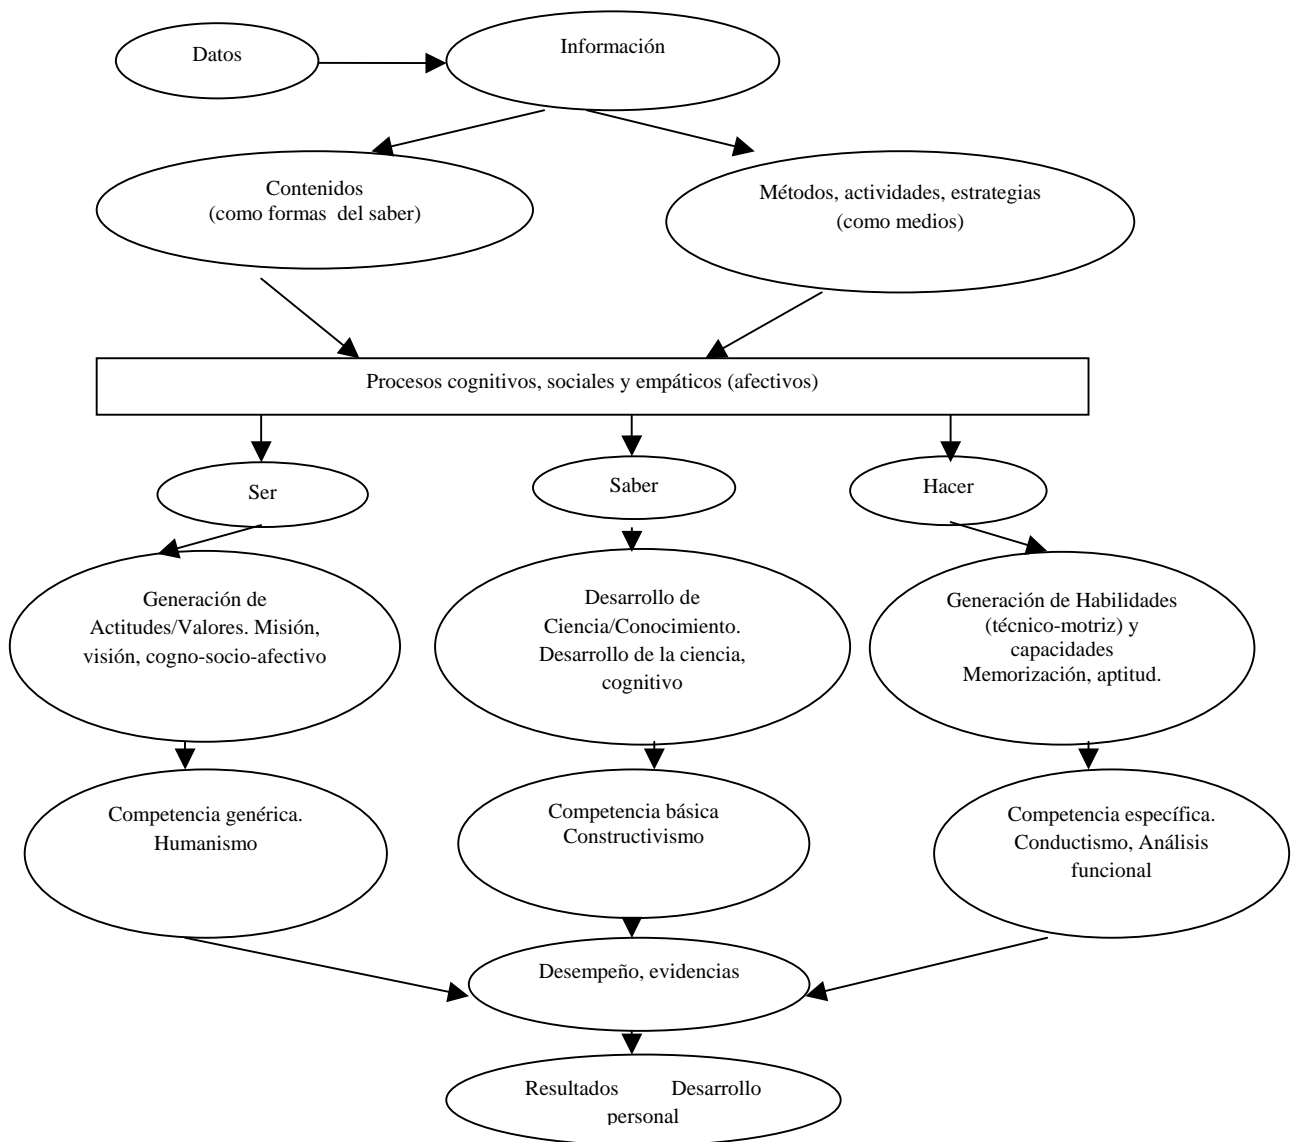 Datos
Información
Contenidos
(como formas  del saber)
Métodos, actividades, estrategias
(como medios)
Procesos cognitivos, sociales y empáticos (afectivos)
Ser
Saber
Hacer
Generación de
Actitudes/Valores. Misión,
visión, cogno-socio-afectivo
Desarrollo de
Ciencia/Conocimiento.
Desarrollo de la ciencia,
cognitivo
Generación de Habilidades
(técnico-motriz) y
capacidades
Memorización, aptitud.
Competencia genérica.
Humanismo
Competencia básica
Constructivismo
Competencia específica.
Conductismo, Análisis
funcional
Desempeño, evidencias
Resultados Desarrollo
personal